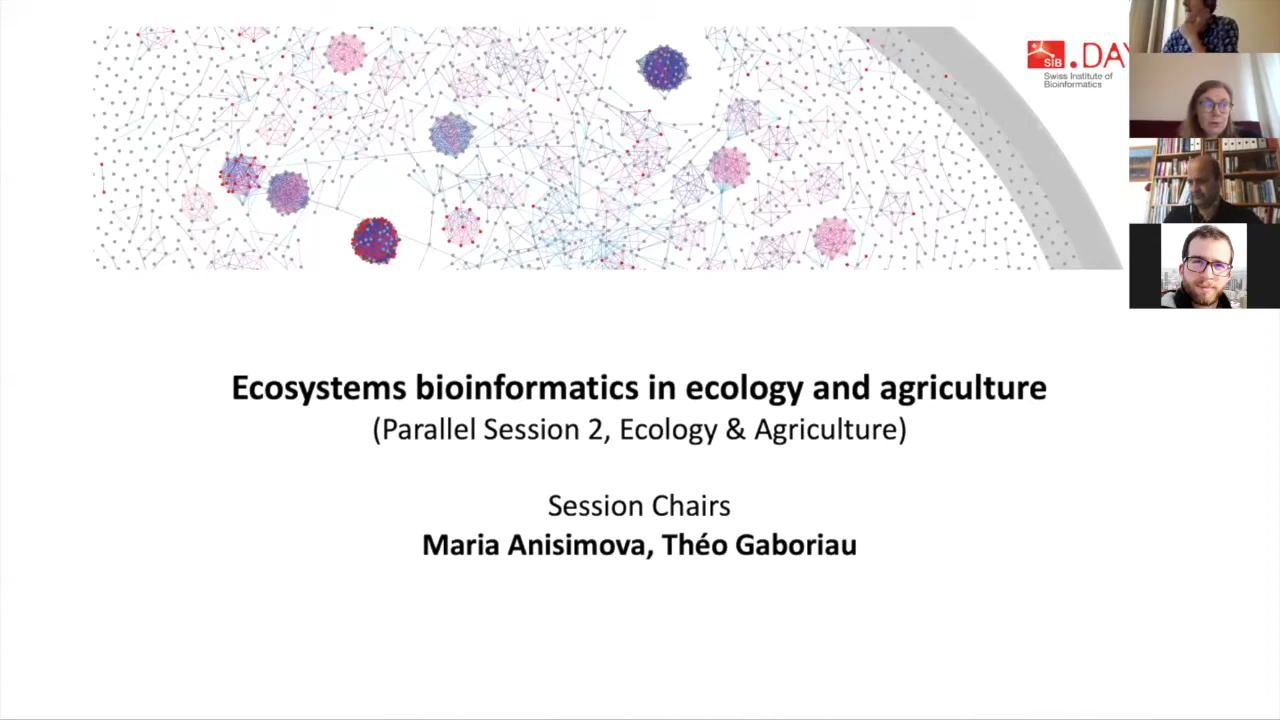 SIB
.DAY
Swiss Institute of
Bioinformatics
Ecosystems bioinformatics in ecology and agriculture
(Parallel Session 2, Ecology & Agriculture)
Session Chairs
Maria Anisimova, Théo Gaboriau